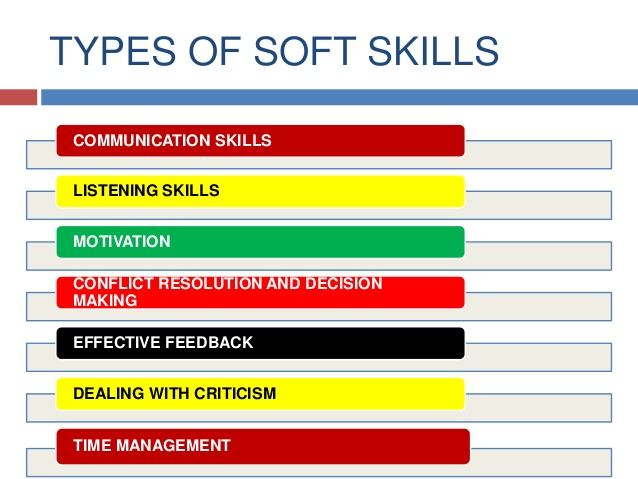 TYPES OF SOFT SKILLS
COMMUNICATION SKILLS
LISTENING SKILLS
MOTIVATION
CONFLICT RESOLUTION AND DECISION
MAKING
EFFECTIVE FEEDBACK
DEALING WITH CRITICISM
TIME MANAGEMENT